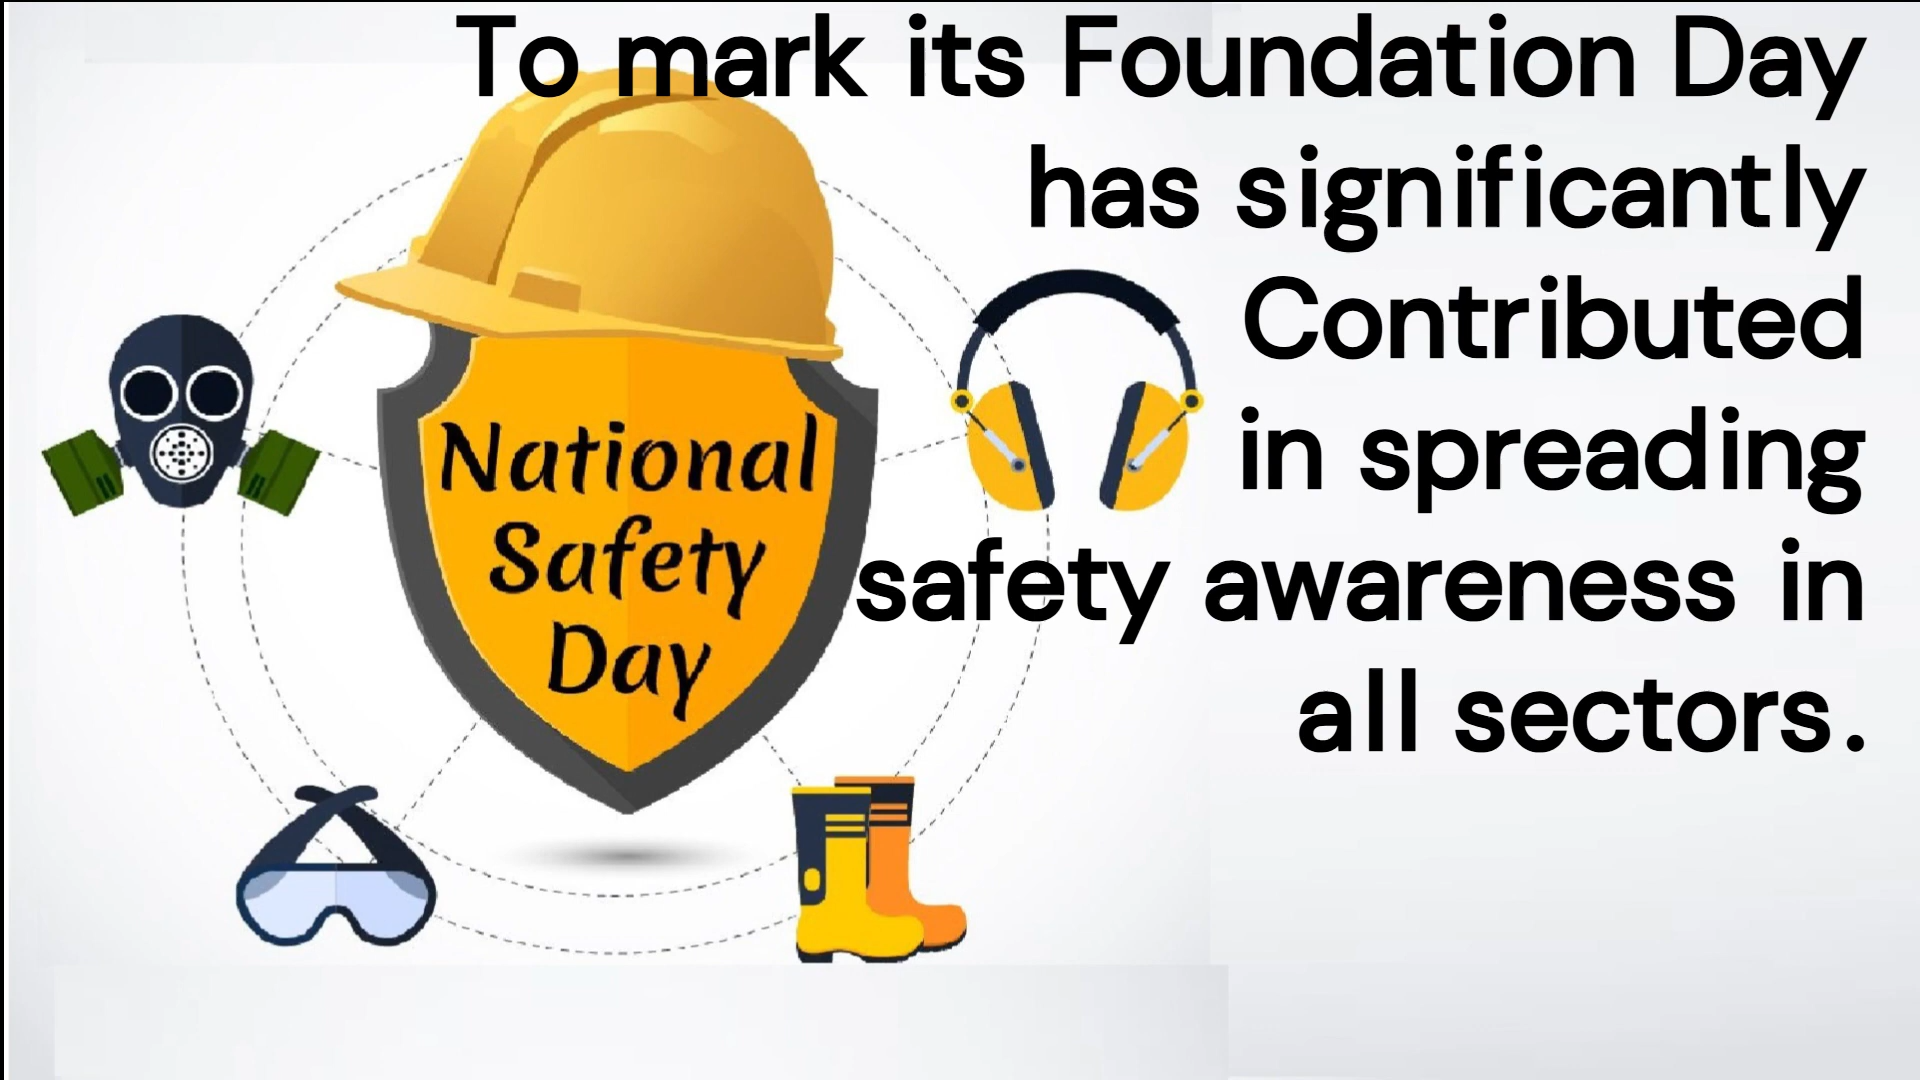 To mark its Foundation Day
has significantly
Contributed
in spreading
safety awareness in
all sectors.
National
Safety
Day